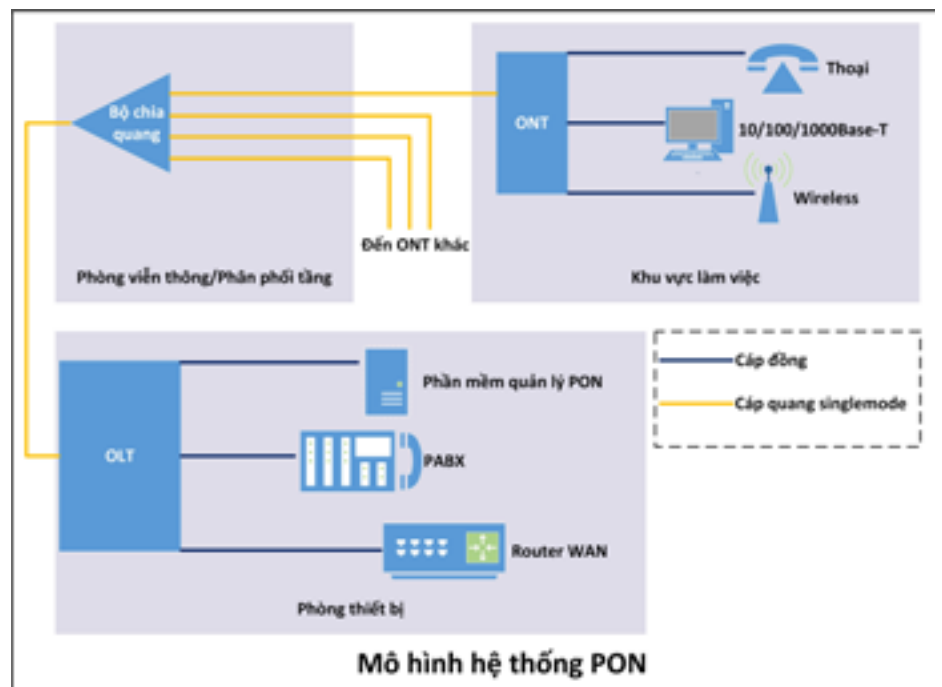 Bộ chia
quang
ONT
Thoại
10/100/1000Base-T
Wireless
Đến ONT khác
Phòng viễn thông/Phân phối tầng
Khu vực làm việc
OLT
Phần mềm quản lý PON
PABX
Router WAN
Phòng thiết bị
Cáp đồng
Cáp quang singlemode
Mô hình hệ thống PON